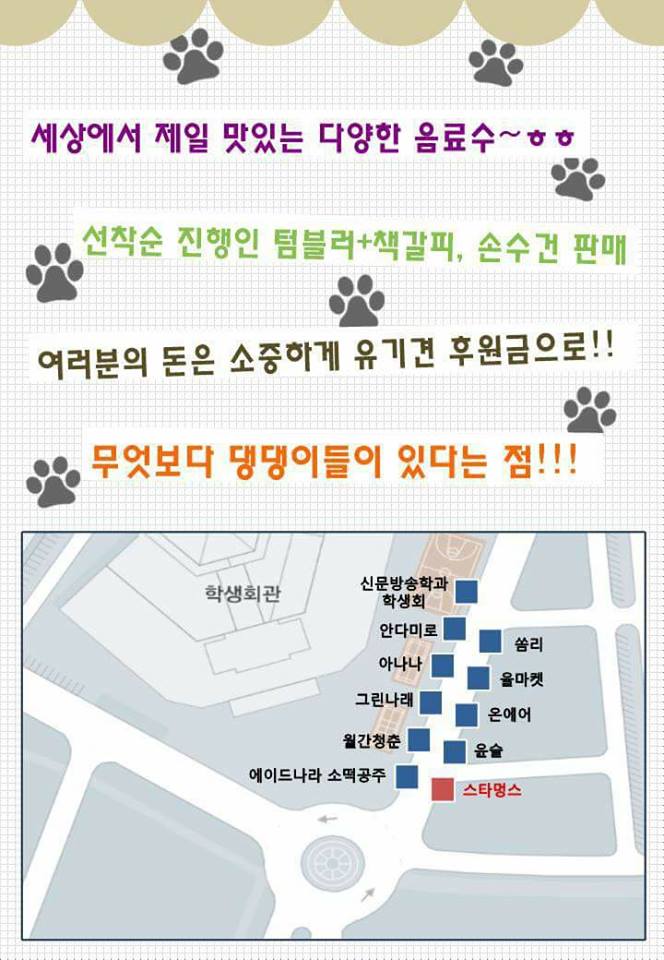 세상에서 제일 맛있는 다양한 음료수~ㅎㅎ
선착순 진행인 텀블러+책갈피, 손수건 판매
여러분의 돈은 소중하게 유기견 후원금으로!!
무엇보다 댕댕이들이 있다는 점!!!
학생회관
신문방송학과
학생회
안다미로
쏨리
아나나
올마켓
그린나래
온에어
월간청춘
윤슬
에이드나라 소떡공주
스타멍스